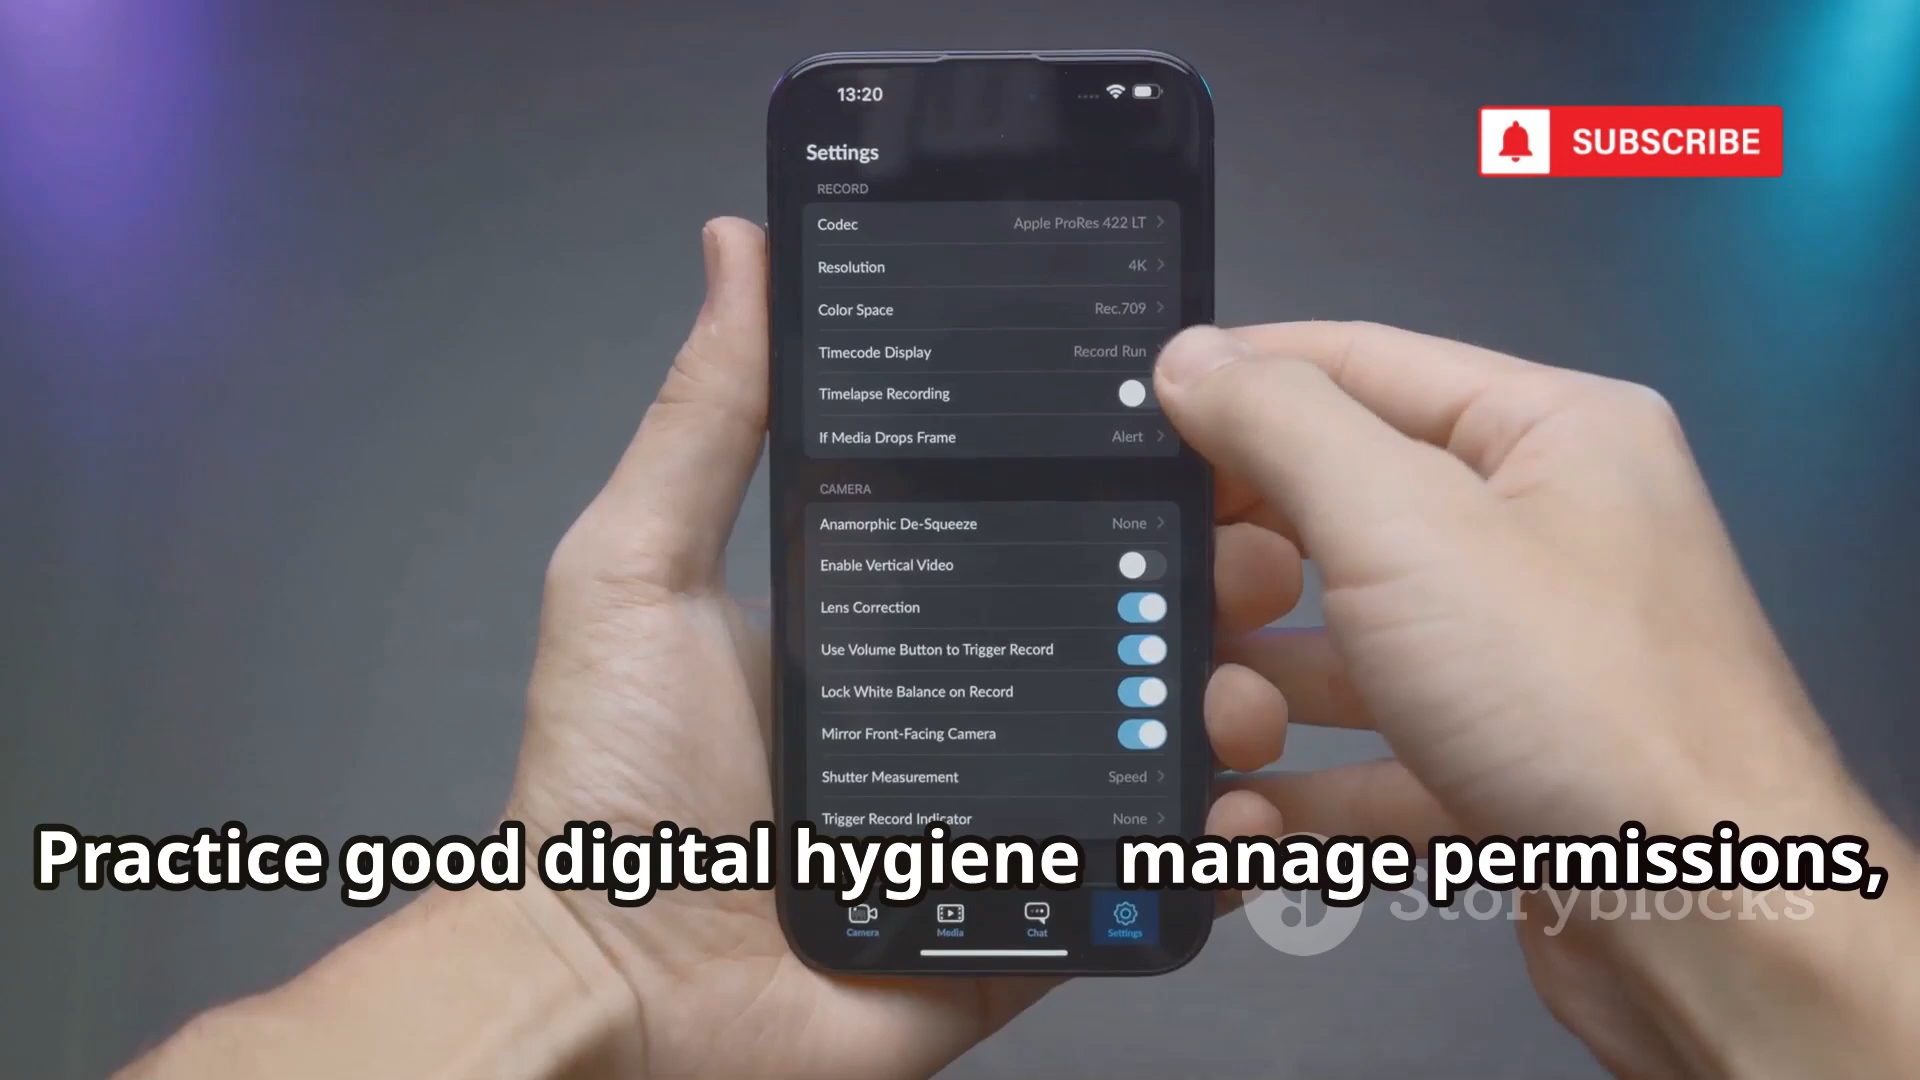 13:20
SUBSCRIBE
Settings
RECORD
Codec Apple ProRes 422 LT
Resolution 4K
Color Space Rec.709
Timecode Display Record Run
Timelapse Recording
If Media Drops Frame Alert
CAMERA
Anamorphic De-Squeeze None
Enable Vertical Video
Lens Correction
Use Volume Button to Trigger Record
Lock White Balance on Record
Mirror Front-Facing Camera
Shutter Measurement Speed
Trigger Record Indicator None
Practice good digital hygiene manage permissions,
Storyblocks
Camera Media Chat Settings